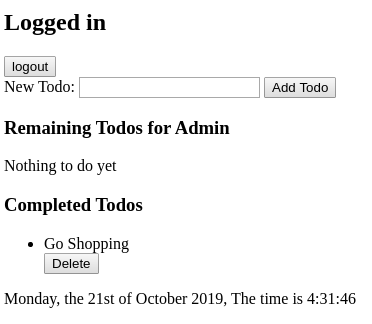 Logged in
logout
New Todo: Add Todo
Remaining Todos for Admin
Nothing to do yet
Completed Todos
Go Shopping
Delete
Monday, the 21st of October 2019, The time is 4:31:46